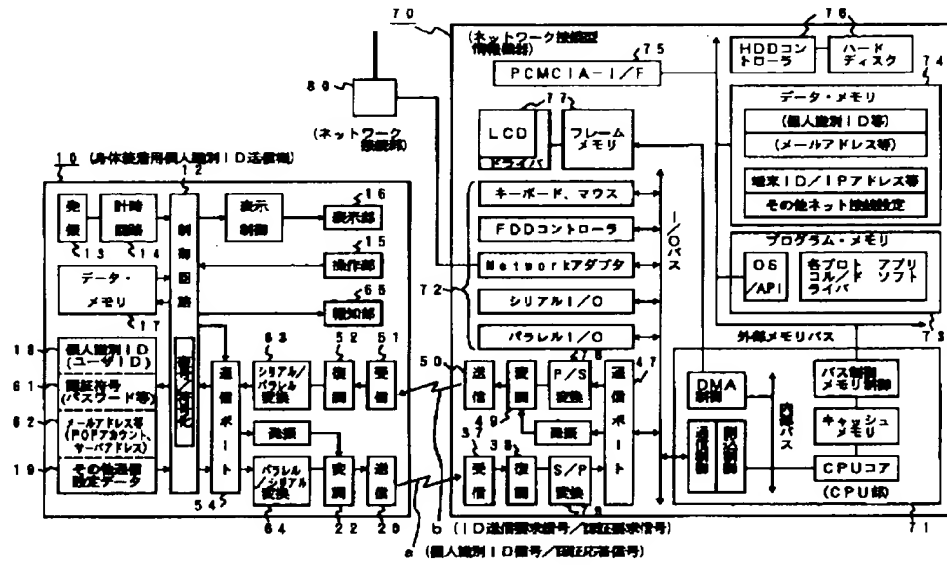 70
(ネットワーク接続型
情報機器)
75
PCMCIA-I/F
76
HDDコン
トローラ
ハード
ディスク
74
データ・メモリ
(個人識別ID等)
(メールアドレス等)
端末ID/IPアドレス等
その他ネット接続設定
80
(ネットワーク
接続部)
77
77
LCD
ドライバ
フレーム
メモリ
キーボード、マウス
FDDコントローラ
Networkアダプタ
シリアルI/O
パラレルI/O
72
I/Oバス
プログラム・メモリ
OS
/API
各プロト
コル/ド
ライバ
アプリ
ソフト
73
外部メモリバス
10
(身体装着用個人識別ID送信機)
12
発振
13
計時
回路
14
制御回路
表示
制御
16
表示部
15
操作部
65
報知部
データ・
メモリ
17
18
個人識別ID
(ユーザID)
61
認証符号
(パスワード等)
62
メールアドレス等
(POPアカウント、
サーバアドレス)
19
その他通信
設定データ
通信ポート
54
63
シリアル/
パラレル
変換
52
復調
51
受信
発振
パラレル
/シリアル
変換
64
変調
22
送信
20
50
送信
変調
49
P/S
変換
78
通信ポート
47
発振
37
受信
38
復調
S/P
変換
79
DMA
制御
内部バス
バス制御
メモリ制御
キャッシュ
メモリ
CPUコア
(CPU部)
71
b
(ID送信要求信号/認証要求信号)
a
(個人識別ID信号/認証応答信号)